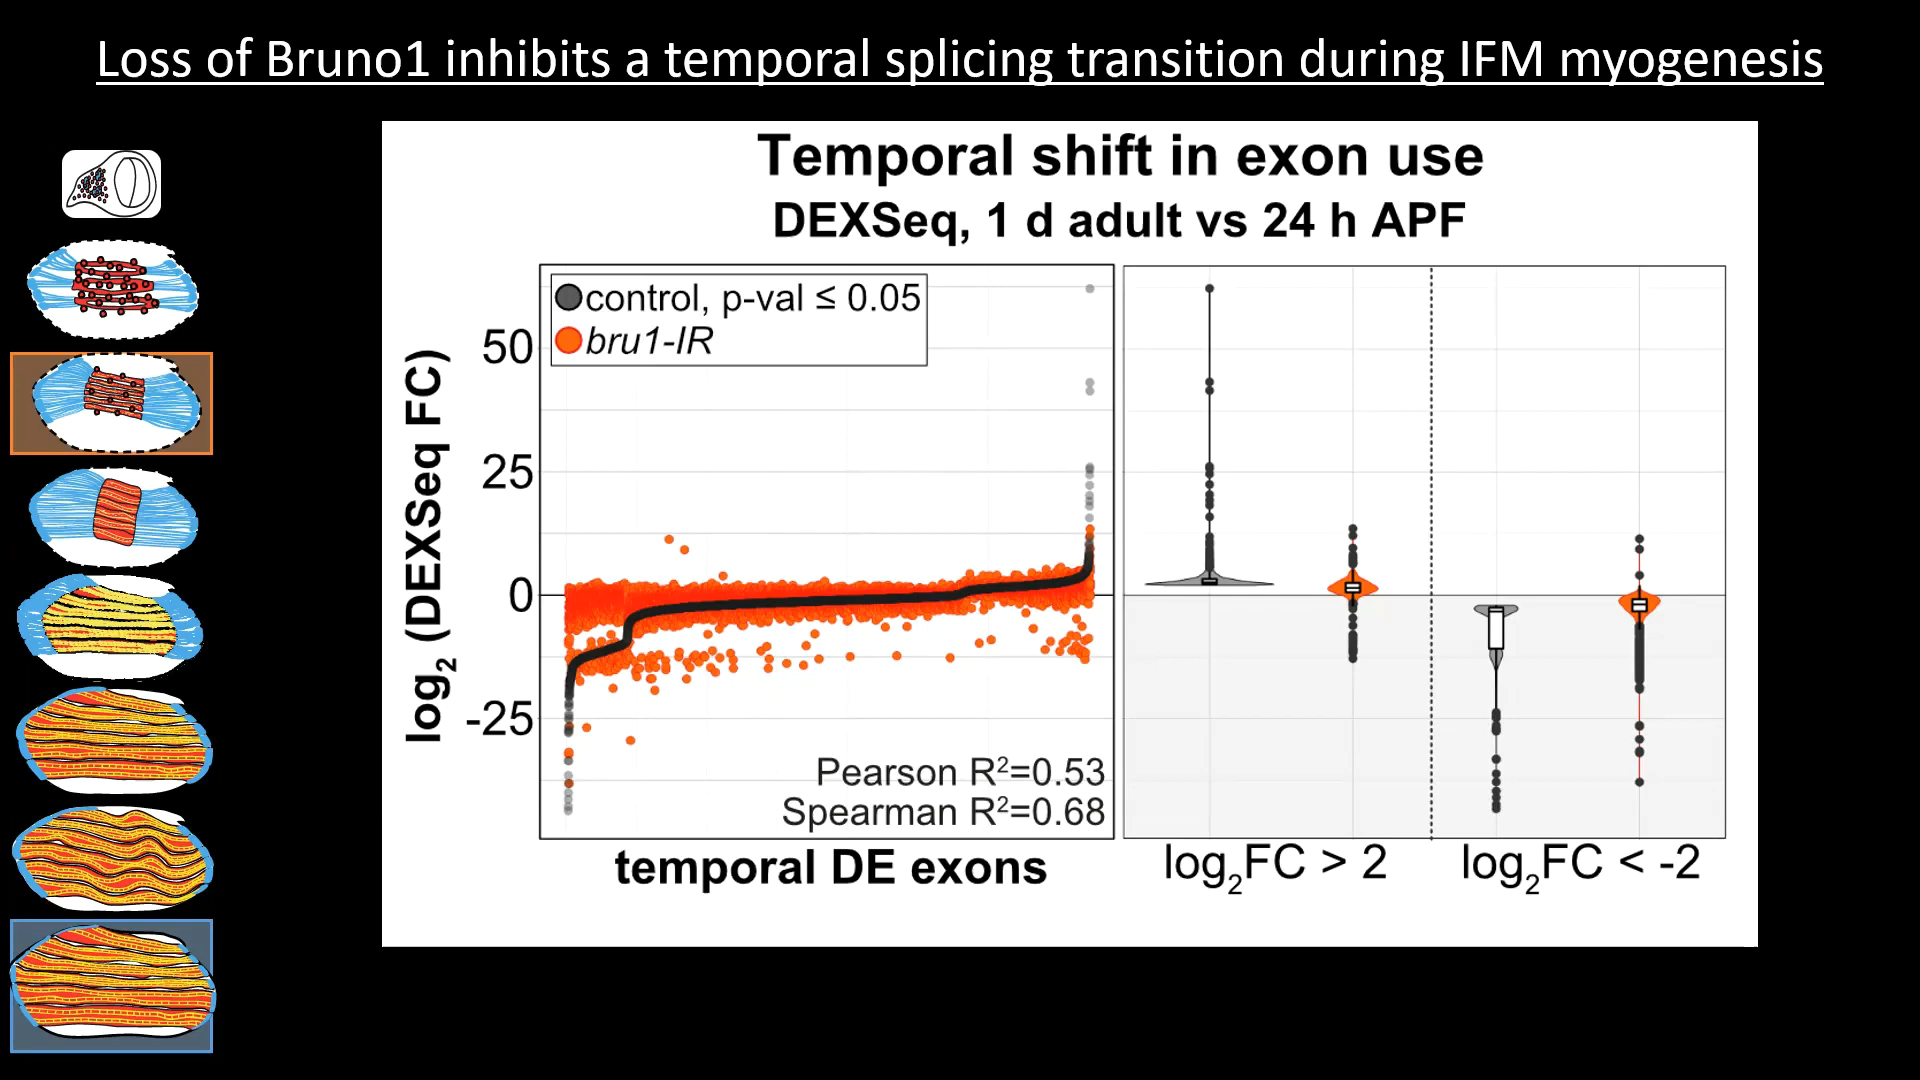 Loss of Bruno1 inhibits a temporal splicing transition during IFM myogenesis
Temporal shift in exon use
DEXSeq, 1 d adult vs 24 h APF
control, p-val ≤ 0.05
bru1-IR
log₂ (DEXSeq FC)
50
25
0
-25
Pearson R²=0.53
Spearman R²=0.68
temporal DE exons
log₂FC > 2
log₂FC < -2